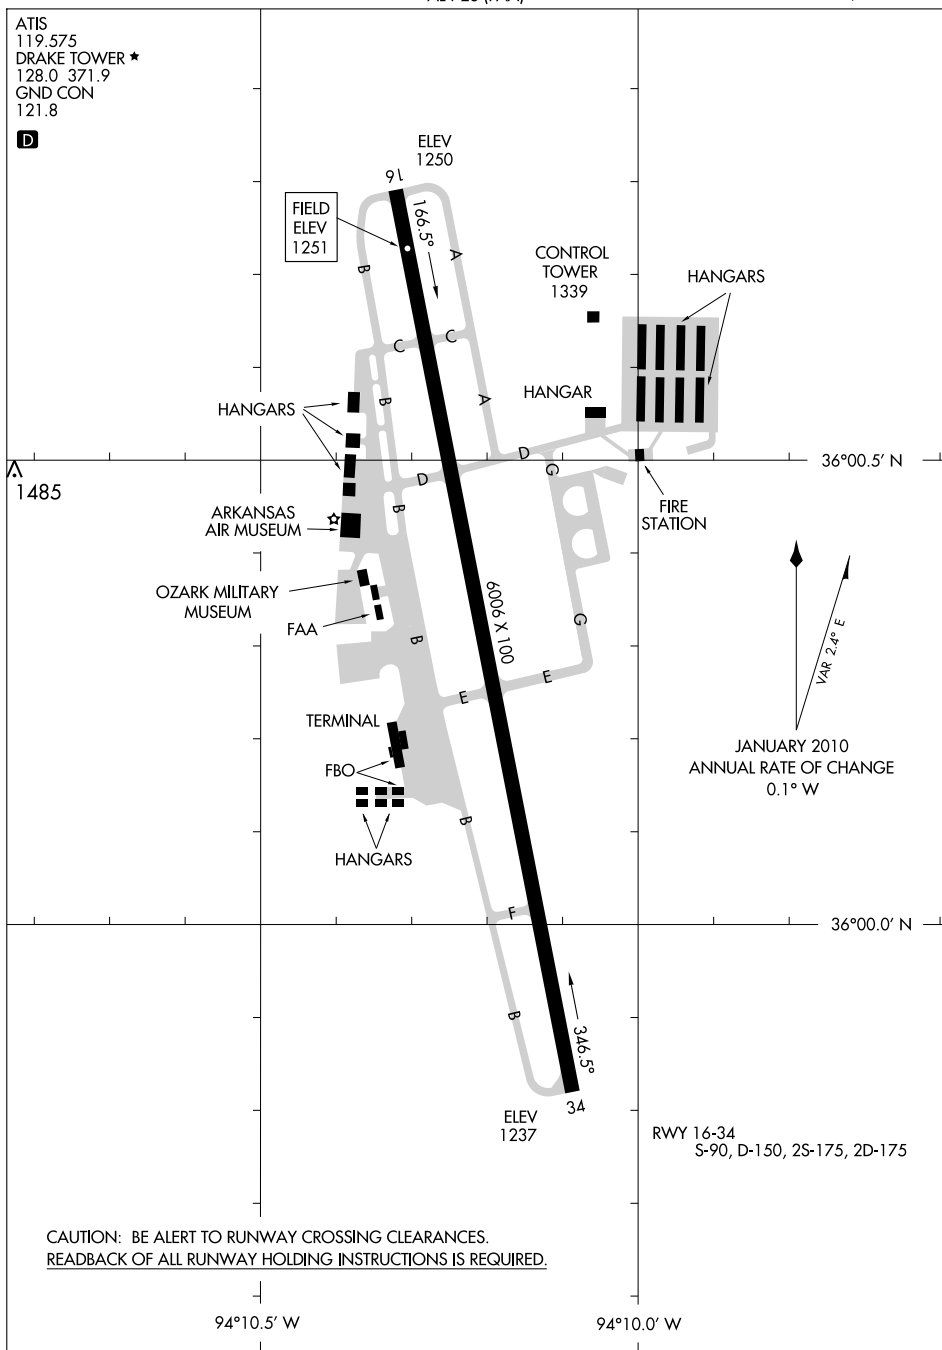 ATIS
119.575
DRAKE TOWER ★
128.0 371.9
GND CON
121.8
D
ELEV
1250
16
166.5°
FIELD
ELEV
1251
A
B
CONTROL
TOWER
1339
HANGARS
C
C
B
A
HANGAR
HANGARS
D
D
G
36°00.5' N
1485
B
FIRE
STATION
ARKANSAS
AIR MUSEUM
OZARK MILITARY
MUSEUM
FAA
6006 X 100
B
G
E
E
VAR 2.4° E
TERMINAL
FBO
JANUARY 2010
ANNUAL RATE OF CHANGE
0.1° W
HANGARS
B
F
36°00.0' N
B
346.5°
34
ELEV
1237
RWY 16-34
S-90, D-150, 2S-175, 2D-175
CAUTION: BE ALERT TO RUNWAY CROSSING CLEARANCES.
READBACK OF ALL RUNWAY HOLDING INSTRUCTIONS IS REQUIRED.
94°10.5' W
94°10.0' W